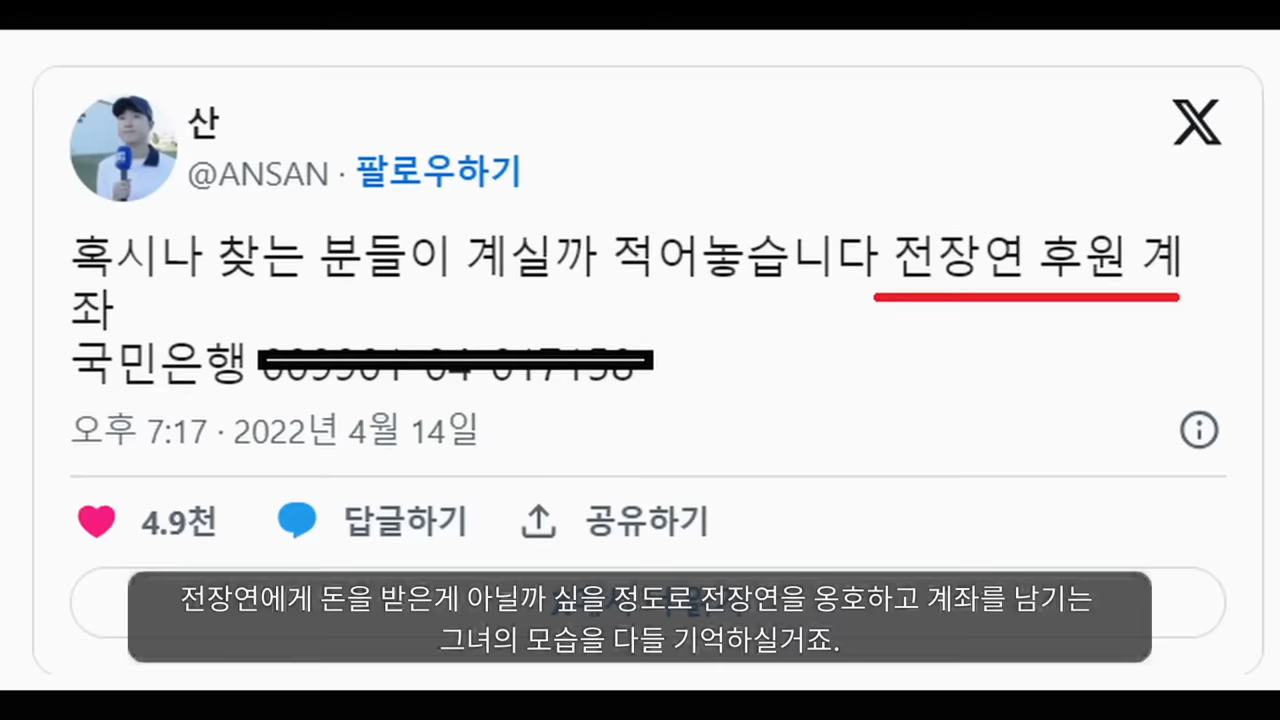 산
@ANSAN · 팔로우하기
혹시나 찾는 분들이 계실까 적어놓습니다 전장연 후원 계
좌
국민은행
오후 7:17 · 2022년 4월 14일
4.9천 답글하기 공유하기
전장연에게 돈을 받은게 아닐까 싶을 정도로 전장연을 옹호하고 계좌를 남기는
그녀의 모습을 다들 기억하실거죠.